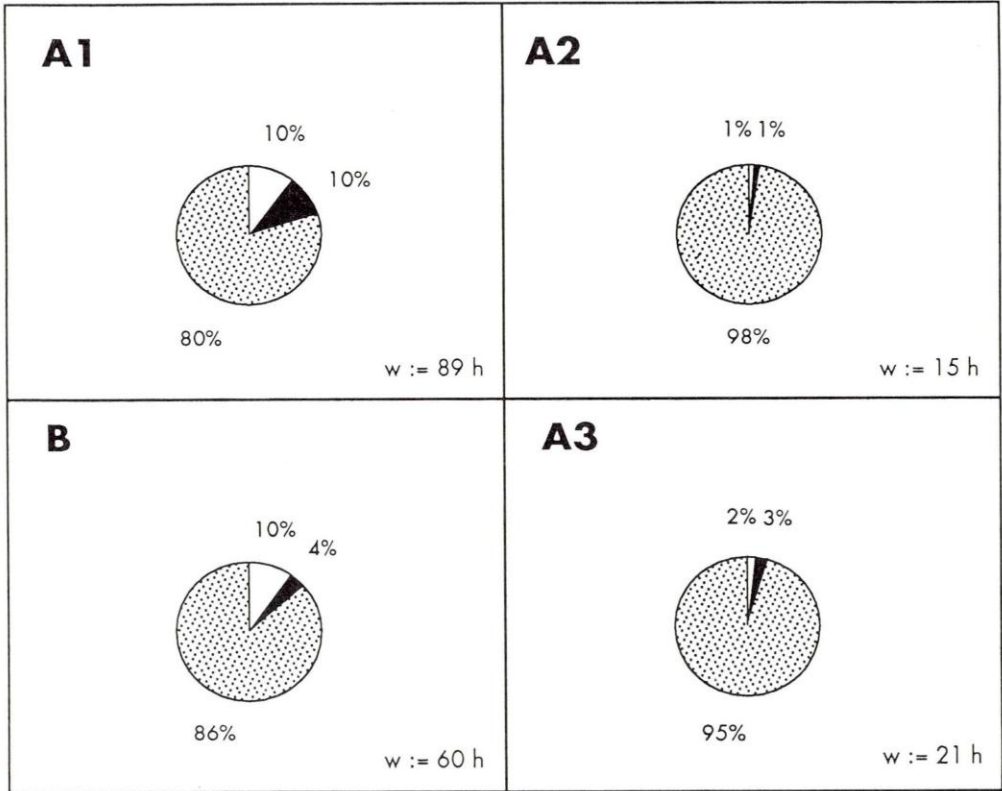 A1
10%
10%
80%
w := 89 h
A2
1% 1%
98%
w := 15 h
B
10%
4%
86%
w := 60 h
A3
2% 3%
95%
w := 21 h